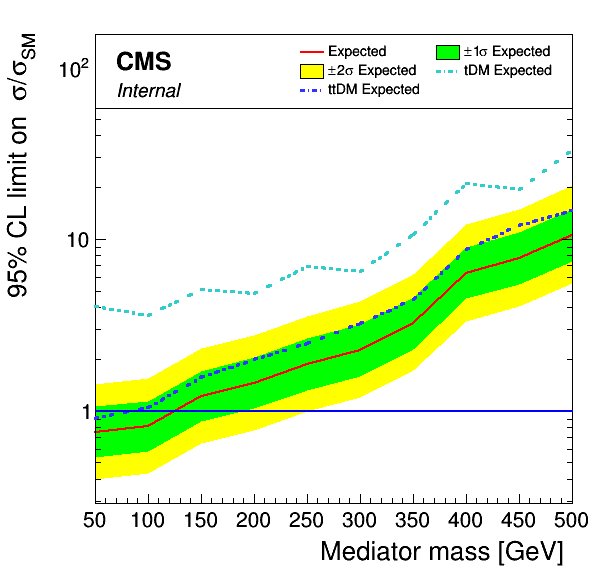 95% CL limit on σ/σSM
CMS
Internal
Expected
±1σ Expected
±2σ Expected
tDM Expected
ttDM Expected
10²
10
1
50 100 150 200 250 300 350 400 450 500
Mediator mass [GeV]